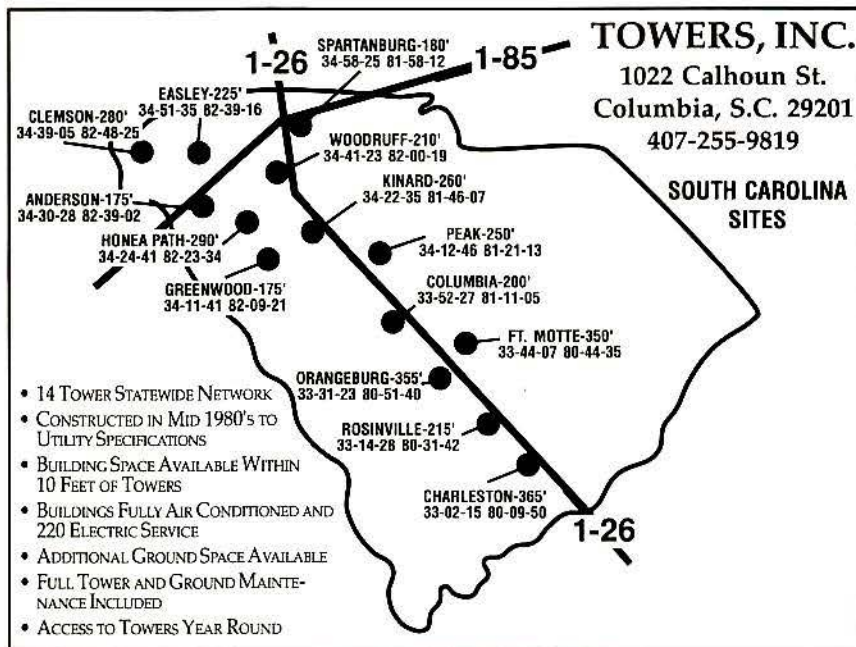 TOWERS, INC.
1022 Calhoun St.
Columbia, S.C. 29201
407-255-9819
SOUTH CAROLINA
SITES
1-26
1-85
SPARTANBURG-180'
34-58-25 81-58-12
EASLEY-225'
34-51-35 82-39-16
CLEMSON-280'
34-39-05 82-48-25
WOODRUFF-210'
34-41-23 82-00-19
ANDERSON-175'
34-30-28 82-39-02
KINARD-260'
34-22-35 81-46-07
HONEA PATH-290'
34-24-41 82-23-34
PEAK-250'
34-12-46 81-21-13
GREENWOOD-175'
34-11-41 82-09-21
COLUMBIA-200'
33-52-27 81-11-05
FT. MOTTE-350'
33-44-07 80-44-35
ORANGEBURG-355'
33-31-23 80-51-40
ROSINVILLE-215'
33-14-28 80-31-42
CHARLESTON-365'
33-02-15 80-09-50
1-26
• 14 TOWER STATEWIDE NETWORK
• CONSTRUCTED IN MID 1980'S TO
UTILITY SPECIFICATIONS
• BUILDING SPACE AVAILABLE WITHIN
10 FEET OF TOWERS
• BUILDINGS FULLY AIR CONDITIONED AND
220 ELECTRIC SERVICE
• ADDITIONAL GROUND SPACE AVAILABLE
• FULL TOWER AND GROUND MAINTE-
NANCE INCLUDED
• ACCESS TO TOWERS YEAR ROUND